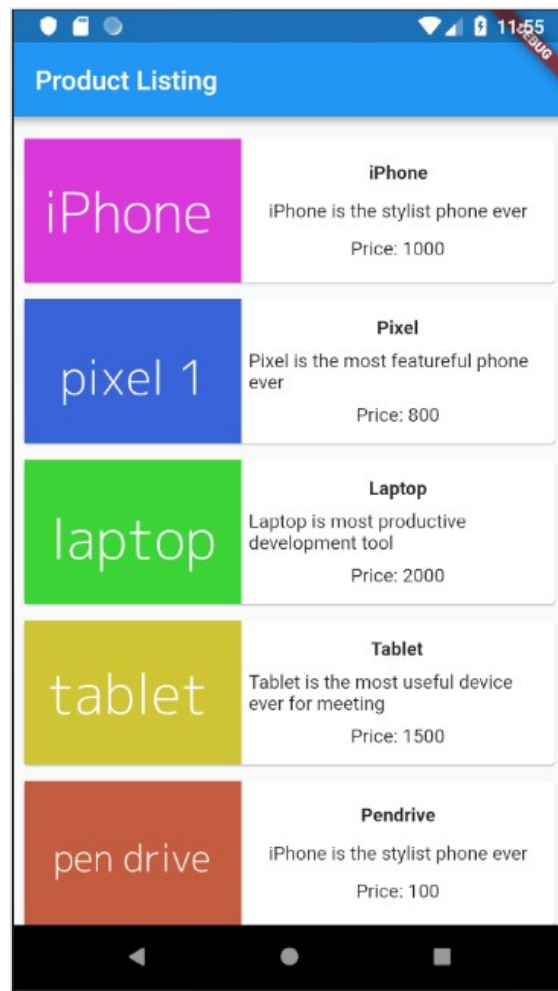 11:55
DEBUG
Product Listing
iPhone
iPhone
iPhone is the stylist phone ever
Price: 1000
pixel 1
Pixel
Pixel is the most featureful phone
ever
Price: 800
laptop
Laptop
Laptop is most productive
development tool
Price: 2000
tablet
Tablet
Tablet is the most useful device
ever for meeting
Price: 1500
pen drive
Pendrive
iPhone is the stylist phone ever
Price: 100